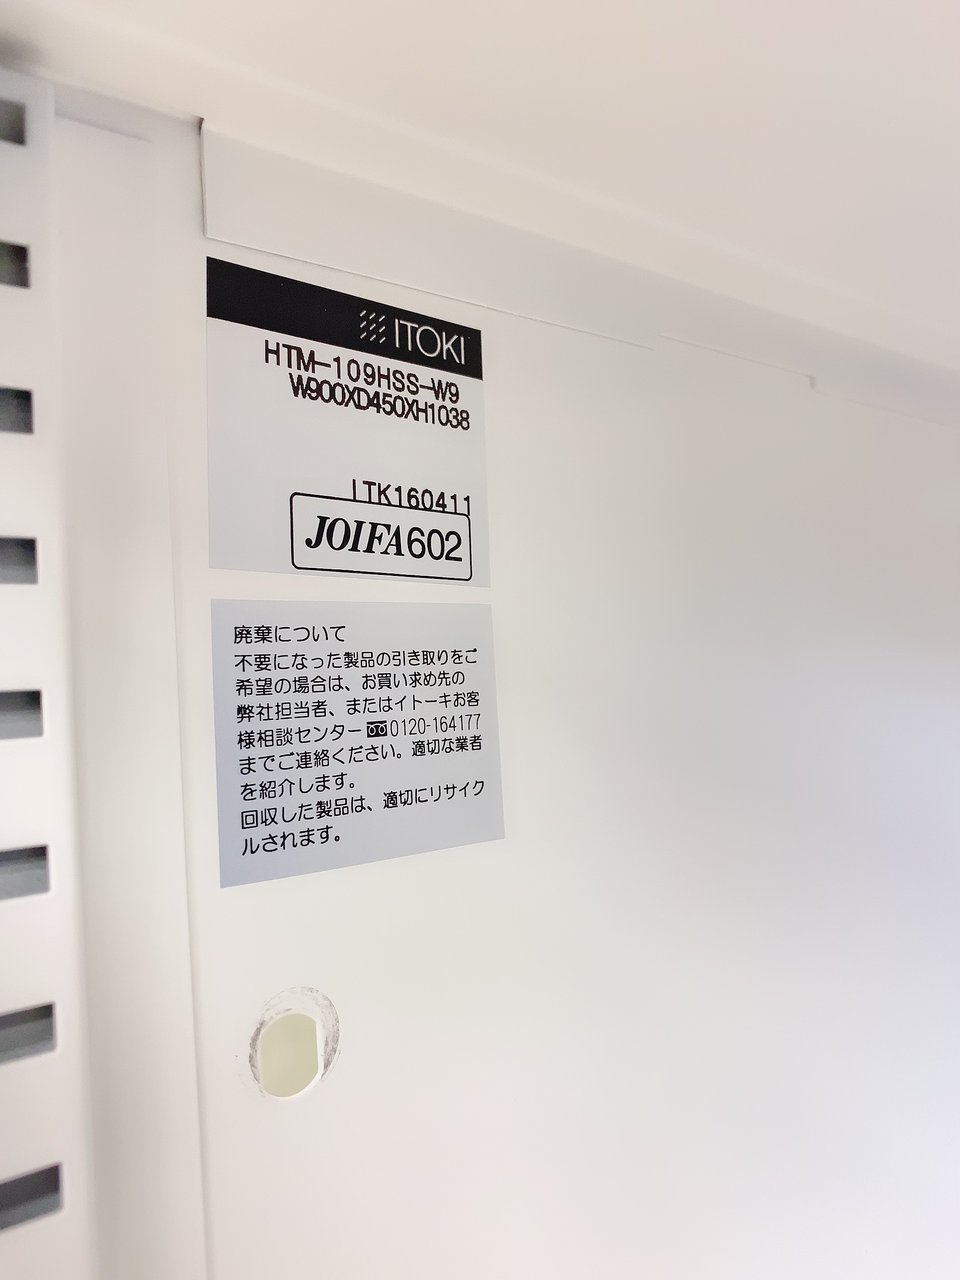 ITOKI
HTM-109HSS-W9
W900XD450XH1038
ITK160411
JOIFA602
廃棄について
不要になった製品の引き取りをご
希望の場合は、お買い求め先の
弊社担当者、またはイトーキお客
様相談センター 0120-164177
までご連絡ください。適切な業者
を紹介します。
回収した製品は、適切にリサイク
ルされます。